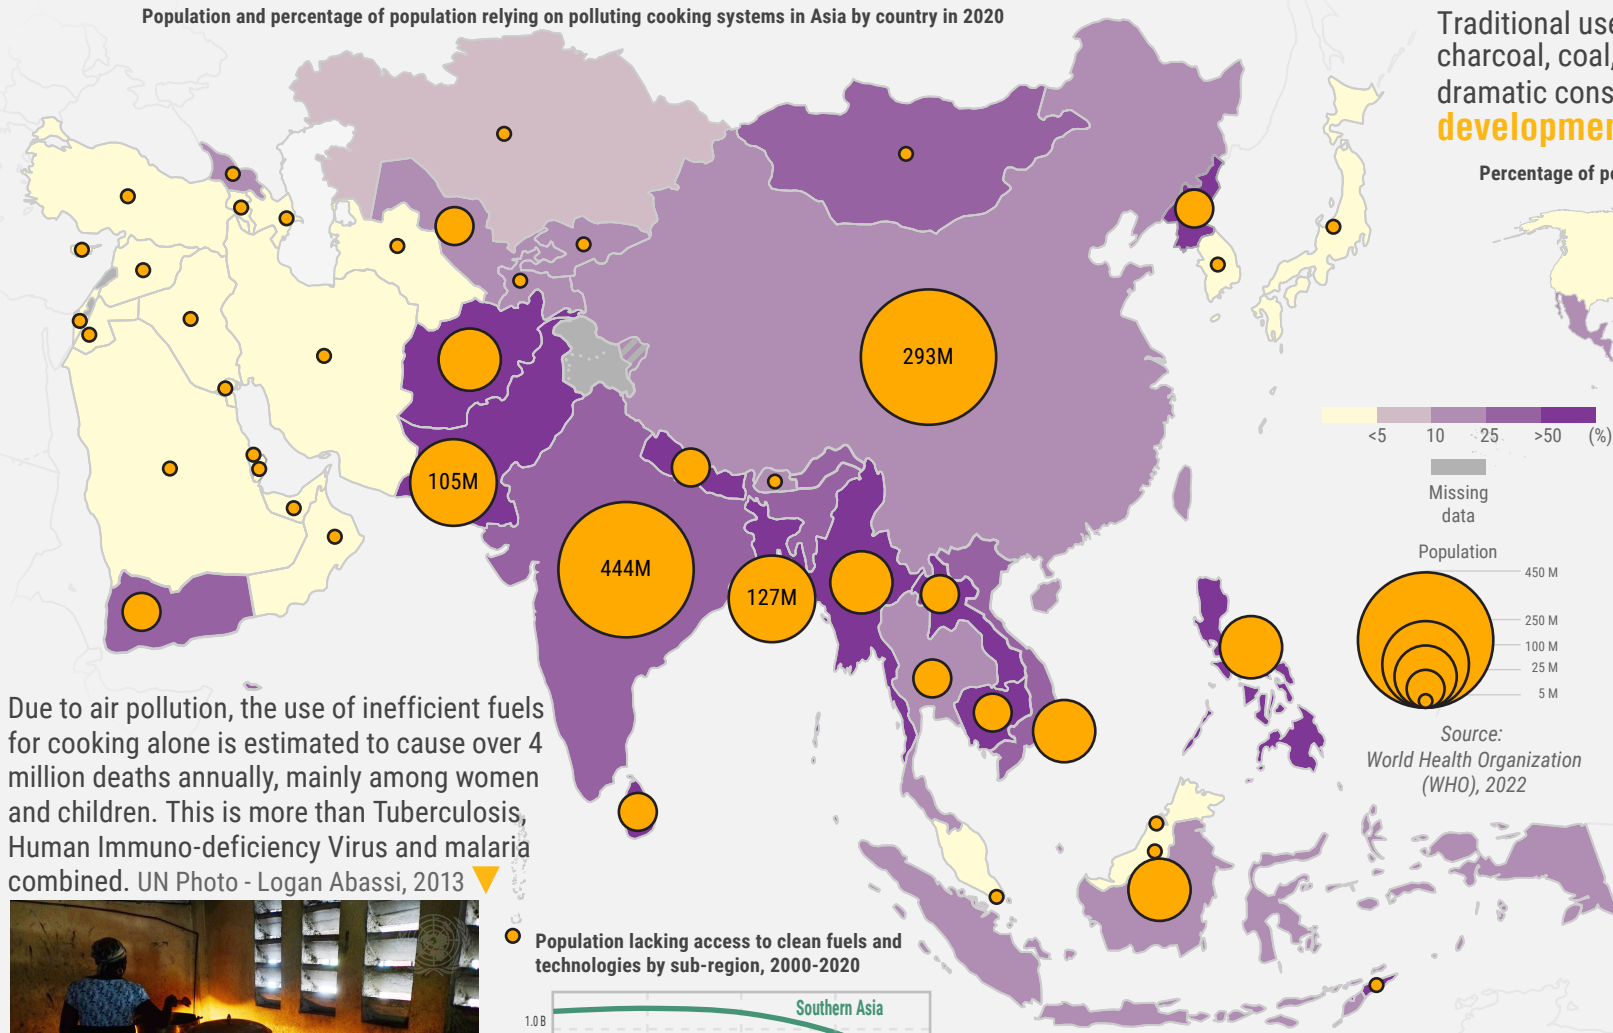 Population and percentage of population relying on polluting cooking systems in Asia by country in 2020
Traditional use
charcoal, coal,
dramatic cons
developmen
Percentage of po
293M
105M
444M
127M
<5 10 25 >50 (%)
Missing
data
Population
450 M
250 M
100 M
25 M
5 M
Source:
World Health Organization
(WHO), 2022
Due to air pollution, the use of inefficient fuels
for cooking alone is estimated to cause over 4
million deaths annually, mainly among women
and children. This is more than Tuberculosis,
Human Immuno-deficiency Virus and malaria
combined. UN Photo - Logan Abassi, 2013
Population lacking access to clean fuels and
technologies by sub-region, 2000-2020
Southern Asia
1.0 B